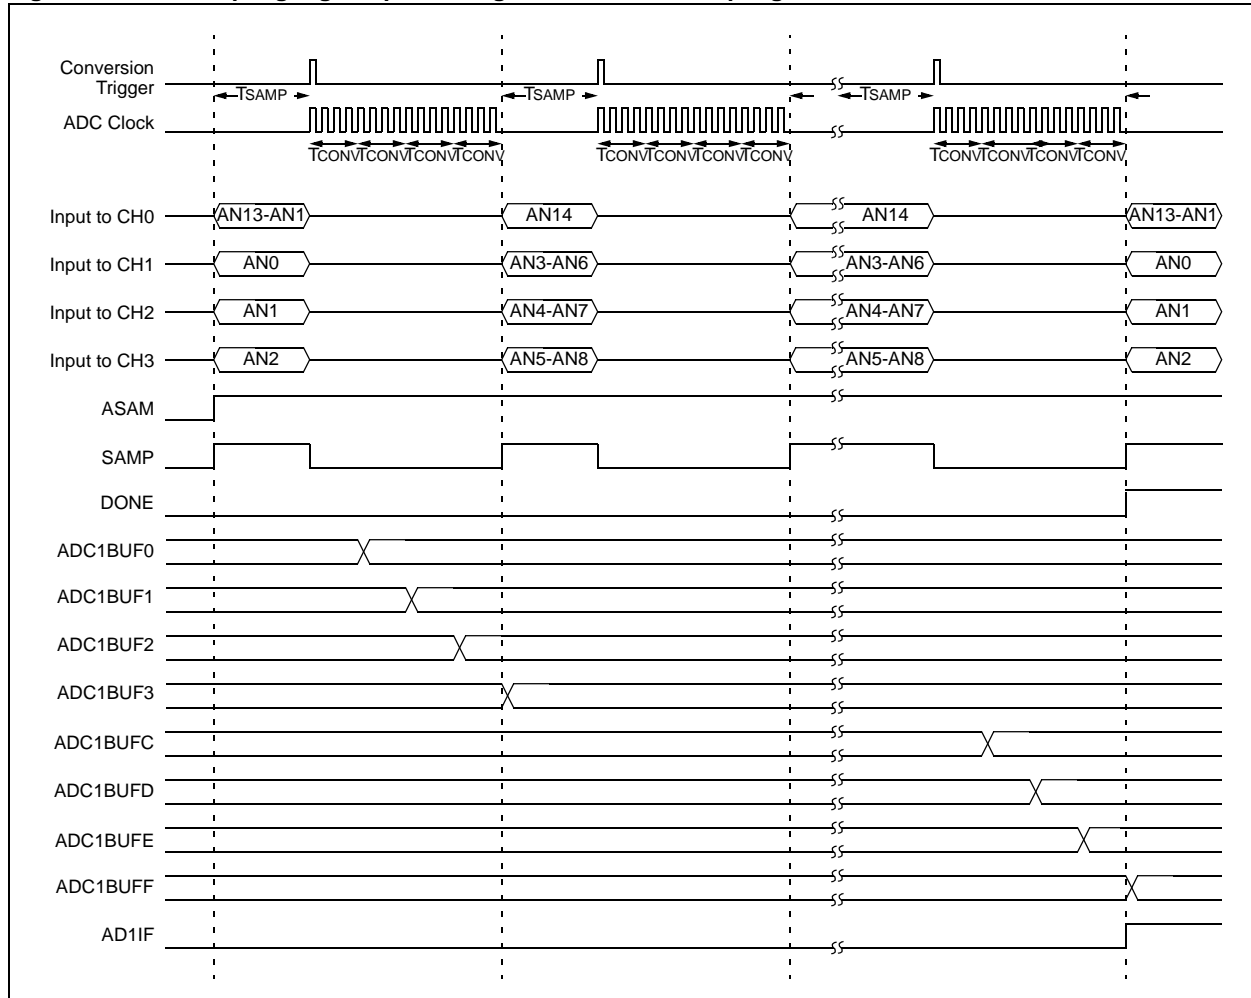 Conversion
Trigger
TSAMP TSAMP TSAMP
ADC Clock
TCONV TCONV TCONV TCONV TCONV TCONV TCONV TCONV TCONV TCONV TCONV TCONV
Input to CH0 AN13-AN1 AN14 AN14 AN13-AN1
Input to CH1 AN0 AN3-AN6 AN3-AN6 AN0
Input to CH2 AN1 AN4-AN7 AN4-AN7 AN1
Input to CH3 AN2 AN5-AN8 AN5-AN8 AN2
ASAM
SAMP
DONE
ADC1BUF0
ADC1BUF1
ADC1BUF2
ADC1BUF3
ADC1BUFC
ADC1BUFD
ADC1BUFE
ADC1BUFF
AD1IF